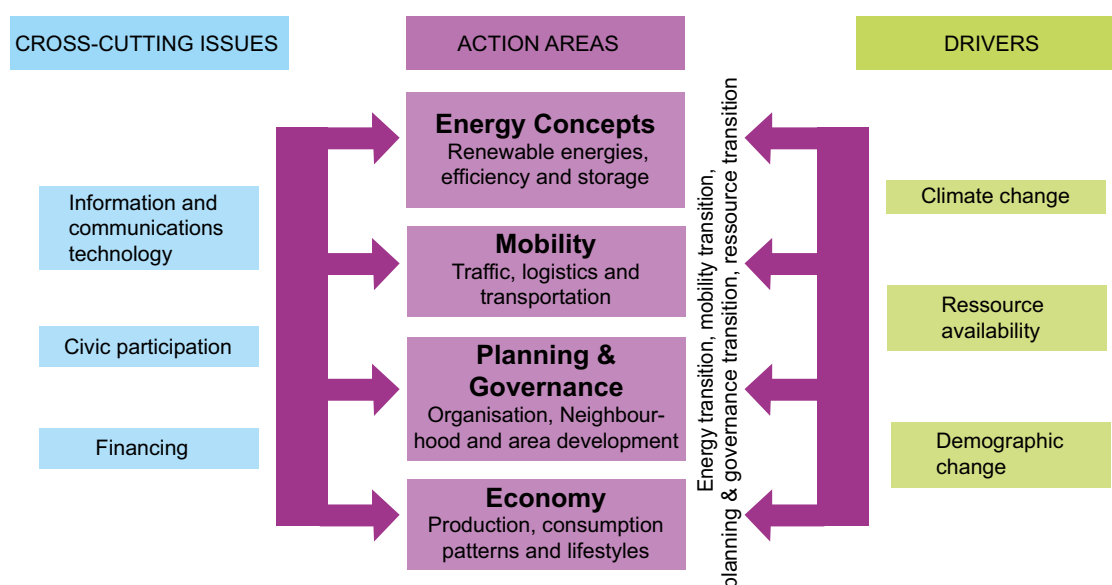 CROSS-CUTTING ISSUES
Information and
communications
technology
Civic participation
Financing
ACTION AREAS
Energy Concepts
Renewable energies,
efficiency and storage
Mobility
Traffic, logistics and
transportation
Planning &
Governance
Organisation, Neighbour-
hood and area development
Economy
Production, consumption
patterns and lifestyles
Energy transition, mobility transition,
planning & governance transition, ressource transition
DRIVERS
Climate change
Ressource
availability
Demographic
change